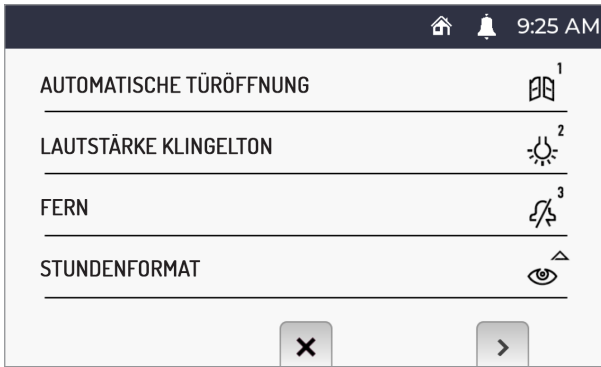 9:25 AM
AUTOMATISCHE TÜRÖFFNUNG 1
LAUTSTÄRKE KLINGELTON 2
FERN 3
STUNDENFORMAT